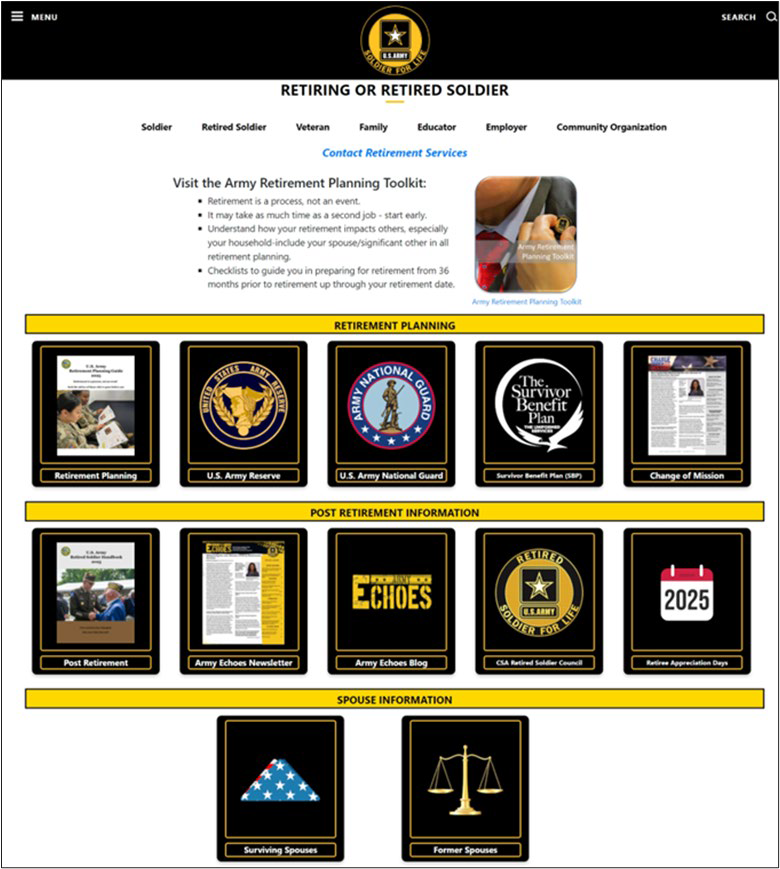 MENU
SEARCH
U.S. ARMY
SOLDIER FOR LIFE
RETIRING OR RETIRED SOLDIER
Soldier Retired Soldier Veteran Family Educator Employer Community Organization
Contact Retirement Services
Visit the Army Retirement Planning Toolkit:
Retirement is a process, not an event.
It may take as much time as a second job - start early.
Understand how your retirement impacts others, especially
your household-include your spouse/significant other in all
retirement planning.
Checklists to guide you in preparing for retirement from 36
months prior to retirement up through your retirement date.
Army Retirement
Planning Toolkit
Army Retirement Planning Toolkit
RETIREMENT PLANNING
U.S. Army
Retirement Planning Guide
2025
UNITED STATES ARMY RESERVE
ARMY NATIONAL GUARD
The
Survivor
Benefit
Plan
THE UNIFORMED
SERVICES
CHANGE
Retirement Planning
U.S. Army Reserve
U.S. Army National Guard
Survivor Benefit Plan (SBP)
Change of Mission
POST RETIREMENT INFORMATION
U.S. Army
Retired Soldier Handbook
2025
ECHOES
ARMY
ECHOES
RETIRED
U.S. ARMY
SOLDIER FOR LIFE
2025
Post Retirement
Army Echoes Newsletter
Army Echoes Blog
CSA Retired Soldier Council
Retiree Appreciation Days
SPOUSE INFORMATION
Surviving Spouses
Former Spouses